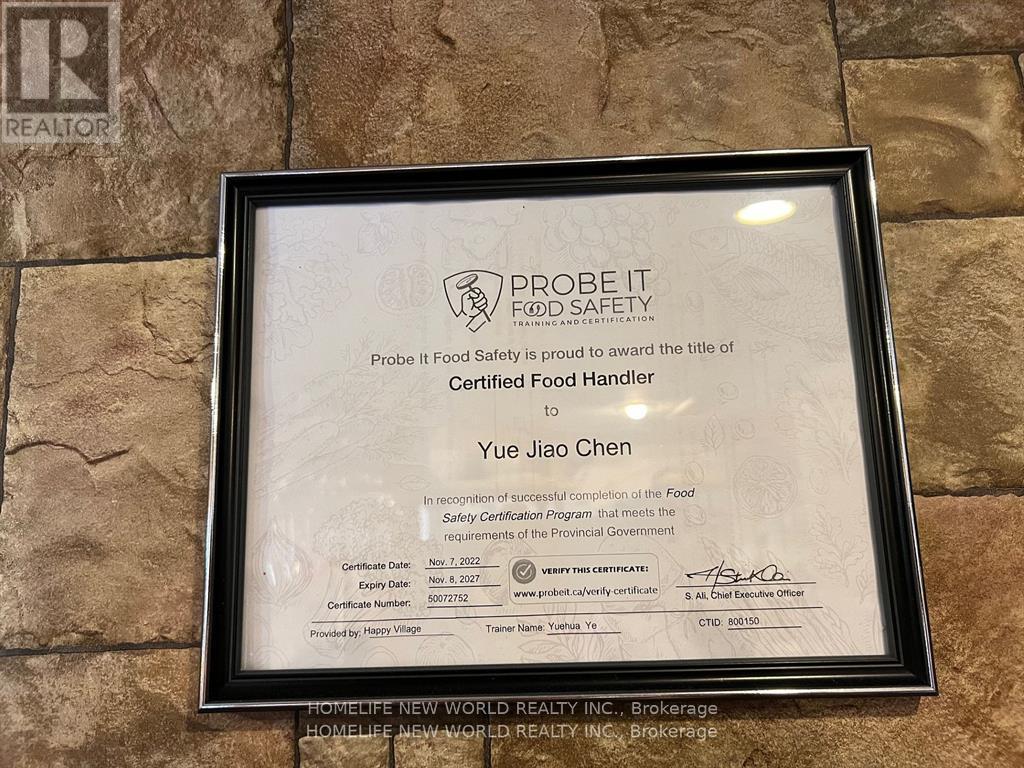 REALTOR®
PROBE IT
FOOD SAFETY
TRAINING AND CERTIFICATION
Probe It Food Safety is proud to award the title of
Certified Food Handler
to
Yue Jiao Chen
In recognition of successful completion of the Food
Safety Certification Program that meets the
requirements of the Provincial Government
Certificate Date: Nov. 7, 2022
Expiry Date: Nov. 8, 2027
Certificate Number: 50072752
VERIFY THIS CERTIFICATE:
www.probeit.ca/verify-certificate
S. Ali, Chief Executive Officer
Provided by: Happy Village Trainer Name: Yuehua Ye CTID: 800150
HOMELIFE NEW WORLD REALTY INC., Brokerage
HOMELIFE NEW WORLD REALTY INC., Brokerage